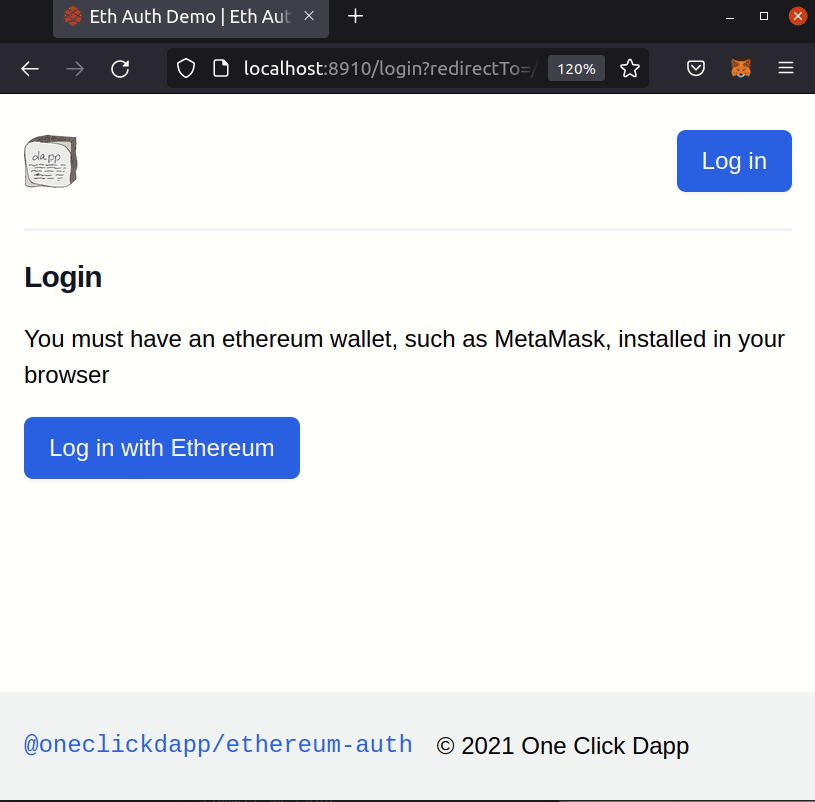 Eth Auth Demo | Eth Aut
localhost:8910/login?redirectTo=/
120%
dapp
Log in
Login
You must have an ethereum wallet, such as MetaMask, installed in your
browser
Log in with Ethereum
@oneclickdapp/ethereum-auth © 2021 One Click Dapp